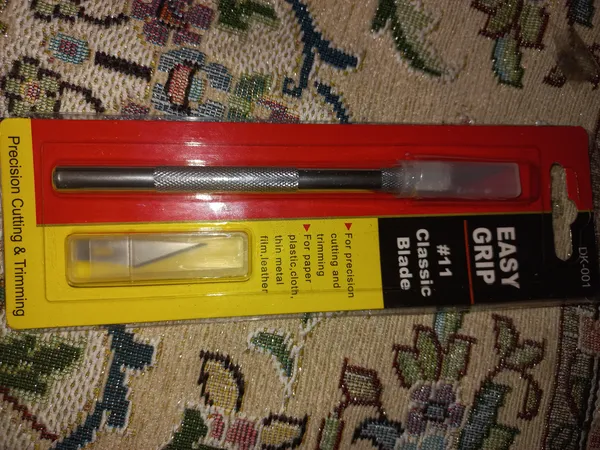 DK-001
EASY
GRIP
#11
Classic
Blade
For precision
cutting and
trimming
For paper
plastic,cloth,
thin metal
film,leather
Precision Cutting & Trimming